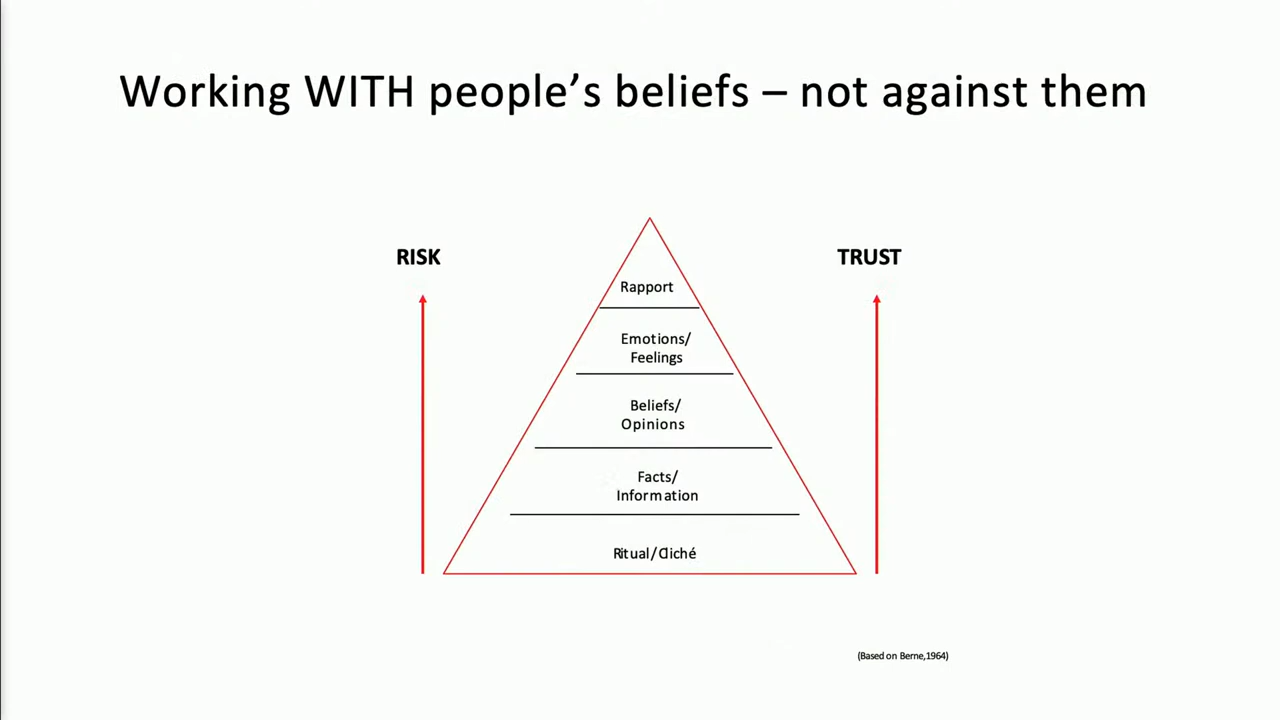 Working WITH people’s beliefs – not against them
RISK
TRUST
Rapport
Emotions/
Feelings
Beliefs/
Opinions
Facts/
Information
Ritual/Cliché
(Based on Berne,1964)